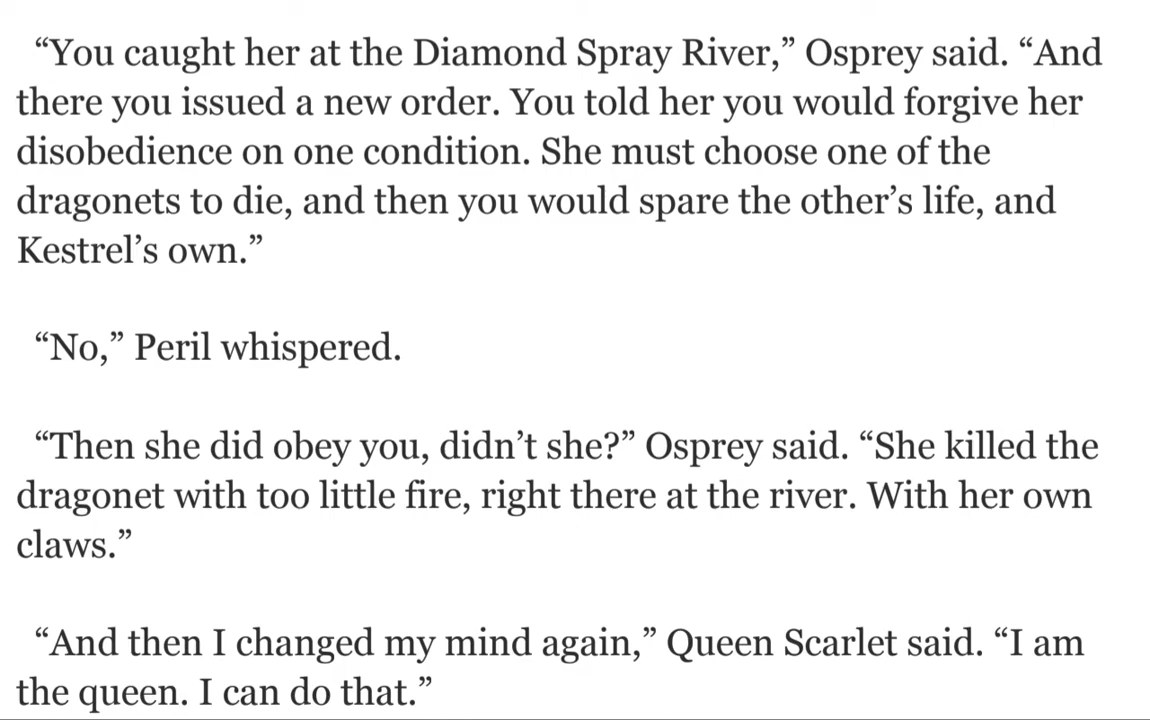 “You caught her at the Diamond Spray River,” Osprey said. “And
there you issued a new order. You told her you would forgive her
disobedience on one condition. She must choose one of the
dragonets to die, and then you would spare the other’s life, and
Kestrel’s own.”
“No,” Peril whispered.
“Then she did obey you, didn’t she?” Osprey said. “She killed the
dragonet with too little fire, right there at the river. With her own
claws.”
“And then I changed my mind again,” Queen Scarlet said. “I am
the queen. I can do that.”